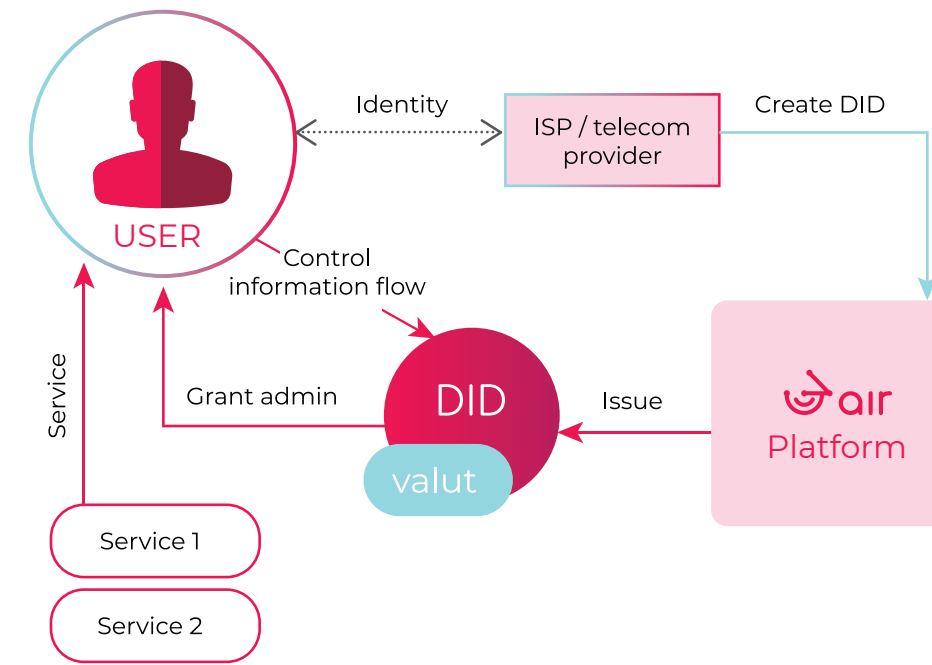 Identity
ISP / telecom
provider
Create DID
USER
Control
information flow
Service
Grant admin
DID
valut
Issue
air
Platform
Service 1
Service 2